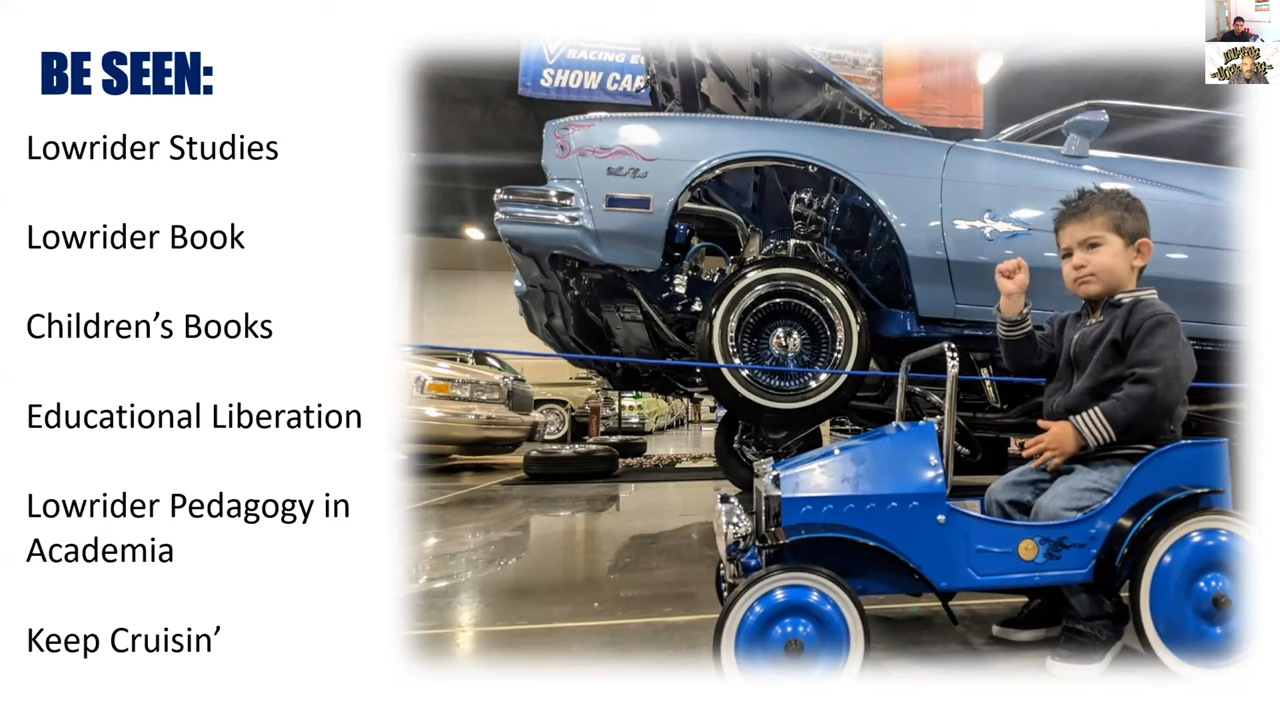 BE SEEN:
Lowrider Studies
Lowrider Book
Children’s Books
Educational Liberation
Lowrider Pedagogy in
Academia
Keep Cruisin’
RACING
SHOW CAR